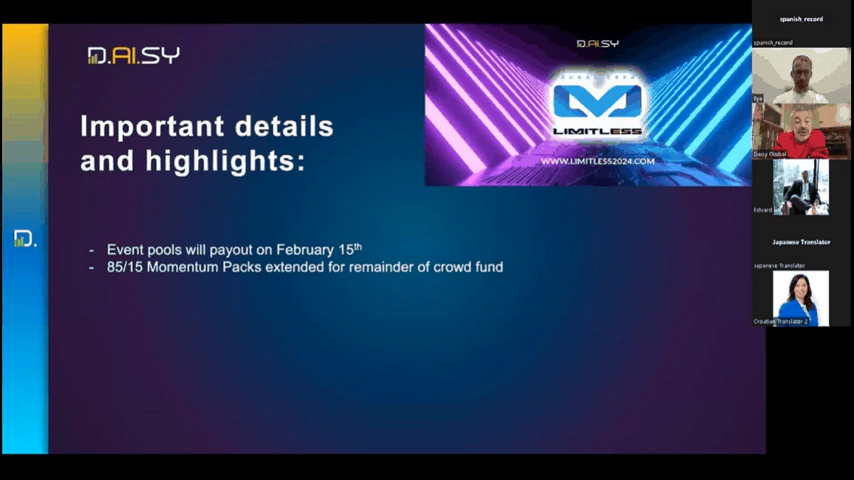 D.AI.SY
Important details
and highlights:
- Event pools will payout on February 15th
- 85/15 Momentum Packs extended for remainder of crowd fund
D.
D.AI.SY
LIMITLESS
WWW.LIMITLESS2024.COM
spanish_record
spanish_record
Ilya
Daisy Global
Eduard
Japanese Translator
Japanese Translator
Croatian Translator 2